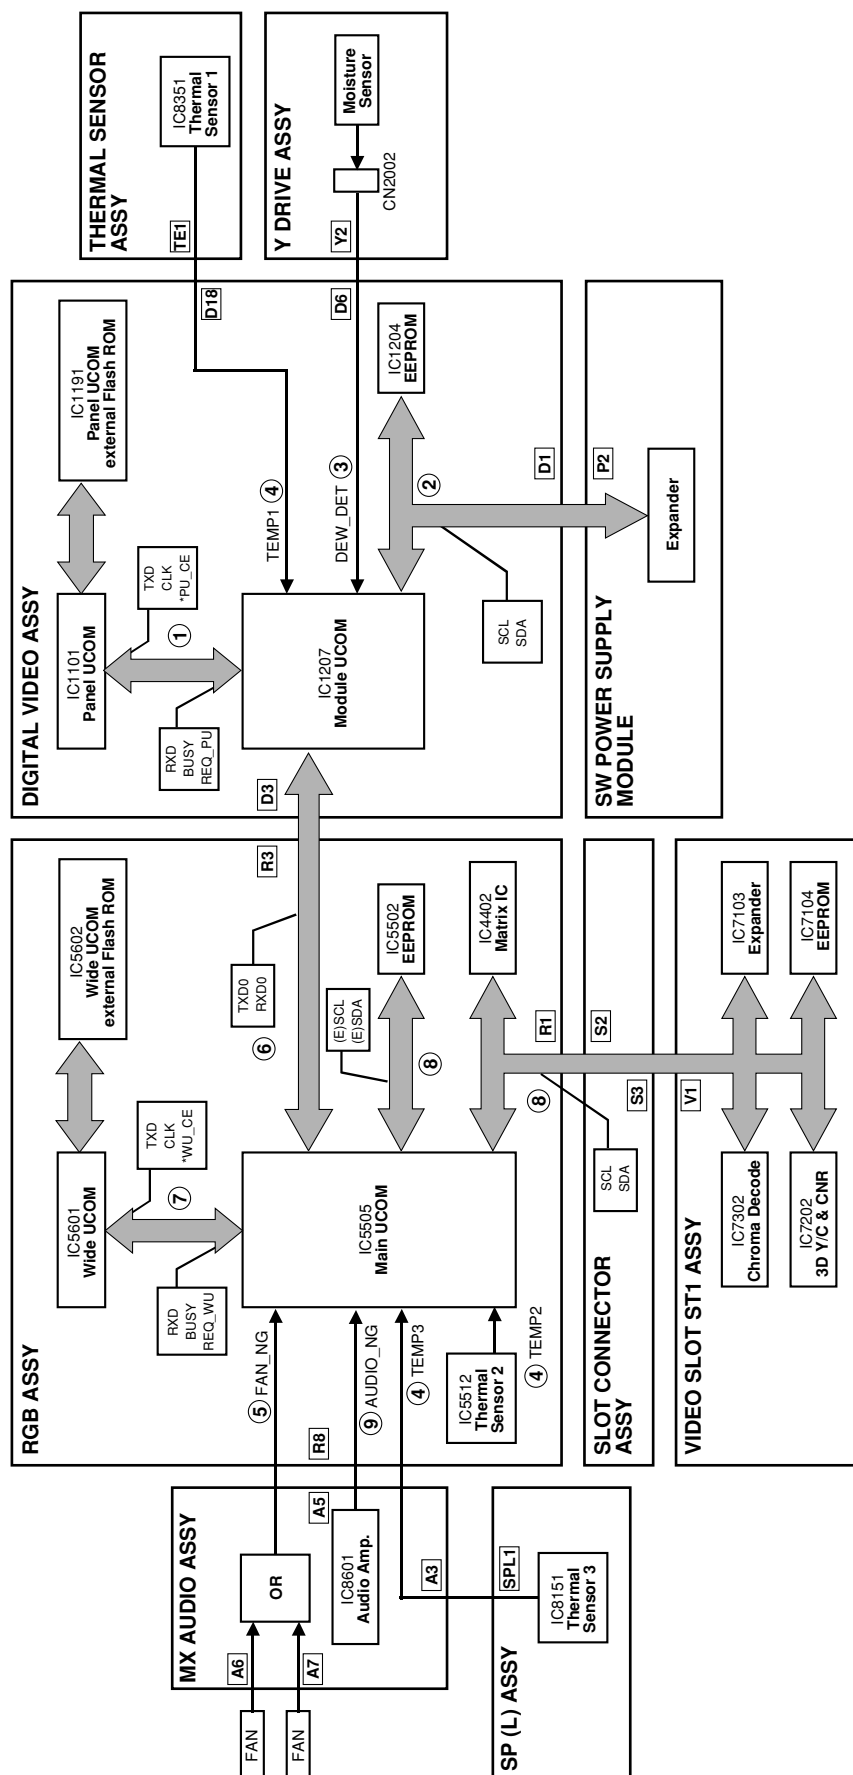 FAN
FAN
A6
A7
MX AUDIO ASSY
OR
IC8601
Audio Amp.
A5
A3
SP (L) ASSY
SPL1
IC8151
Thermal
Sensor 3
RGB ASSY
R8
5 FAN_NG
9 AUDIO_NG
4 TEMP3
IC5512
Thermal
Sensor 2
4 TEMP2
IC5601
Wide UCOM
IC5602
Wide UCOM
external Flash ROM
RXD
BUSY
REQ_WU
7
TXD
CLK
*WU_CE
IC5505
Main UCOM
6
TXD0
RXD0
R3
(E)SCL
(E)SDA
8
IC5502
EEPROM
IC4402
Matrix IC
8
R1
SLOT CONNECTOR
ASSY
SCL
SDA
S3
S2
VIDEO SLOT ST1 ASSY
V1
IC7302
Chroma Decode
IC7202
3D Y/C & CNR
IC7103
Expander
IC7104
EEPROM
DIGITAL VIDEO ASSY
D3
IC1101
Panel UCOM
IC1191
Panel UCOM
external Flash ROM
RXD
BUSY
REQ_PU
1
TXD
CLK
*PU_CE
IC1207
Module UCOM
TEMP1 4
DEW_DET 3
D18
D6
2
IC1204
EEPROM
SCL
SDA
D1
SW POWER SUPPLY
MODULE
P2
Expander
THERMAL SENSOR
ASSY
TE1
IC8351
Thermal
Sensor 1
Y DRIVE ASSY
Y2
CN2002
Moisture
Sensor